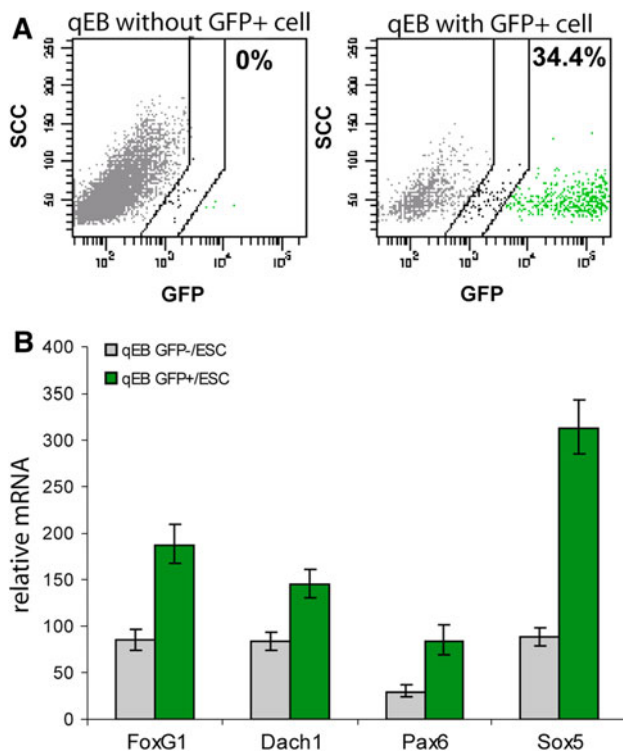 A
qEB without GFP+ cell
0%
SCC
250
200
150
100
50
10² 10³ 10⁴ 10⁵
GFP
qEB with GFP+ cell
34.4%
SCC
250
200
150
100
50
10² 10³ 10⁴ 10⁵
GFP
B
qEB GFP-/ESC
qEB GFP+/ESC
relative mRNA
400
350
300
250
200
150
100
50
0
FoxG1 Dach1 Pax6 Sox5